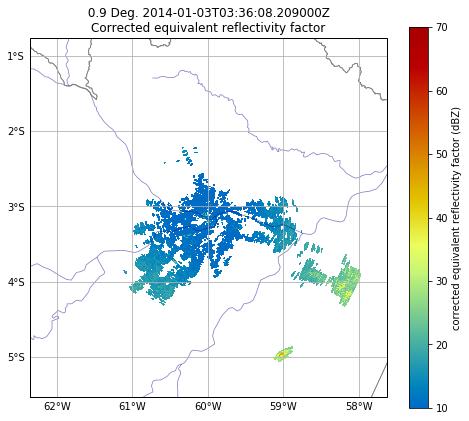 0.9 Deg. 2014-01-03T03:36:08.209000Z
Corrected equivalent reflectivity factor
1°S
2°S
3°S
4°S
5°S
62°W
61°W
60°W
59°W
58°W
70
60
50
40
30
20
10
corrected equivalent reflectivity factor (dBZ)